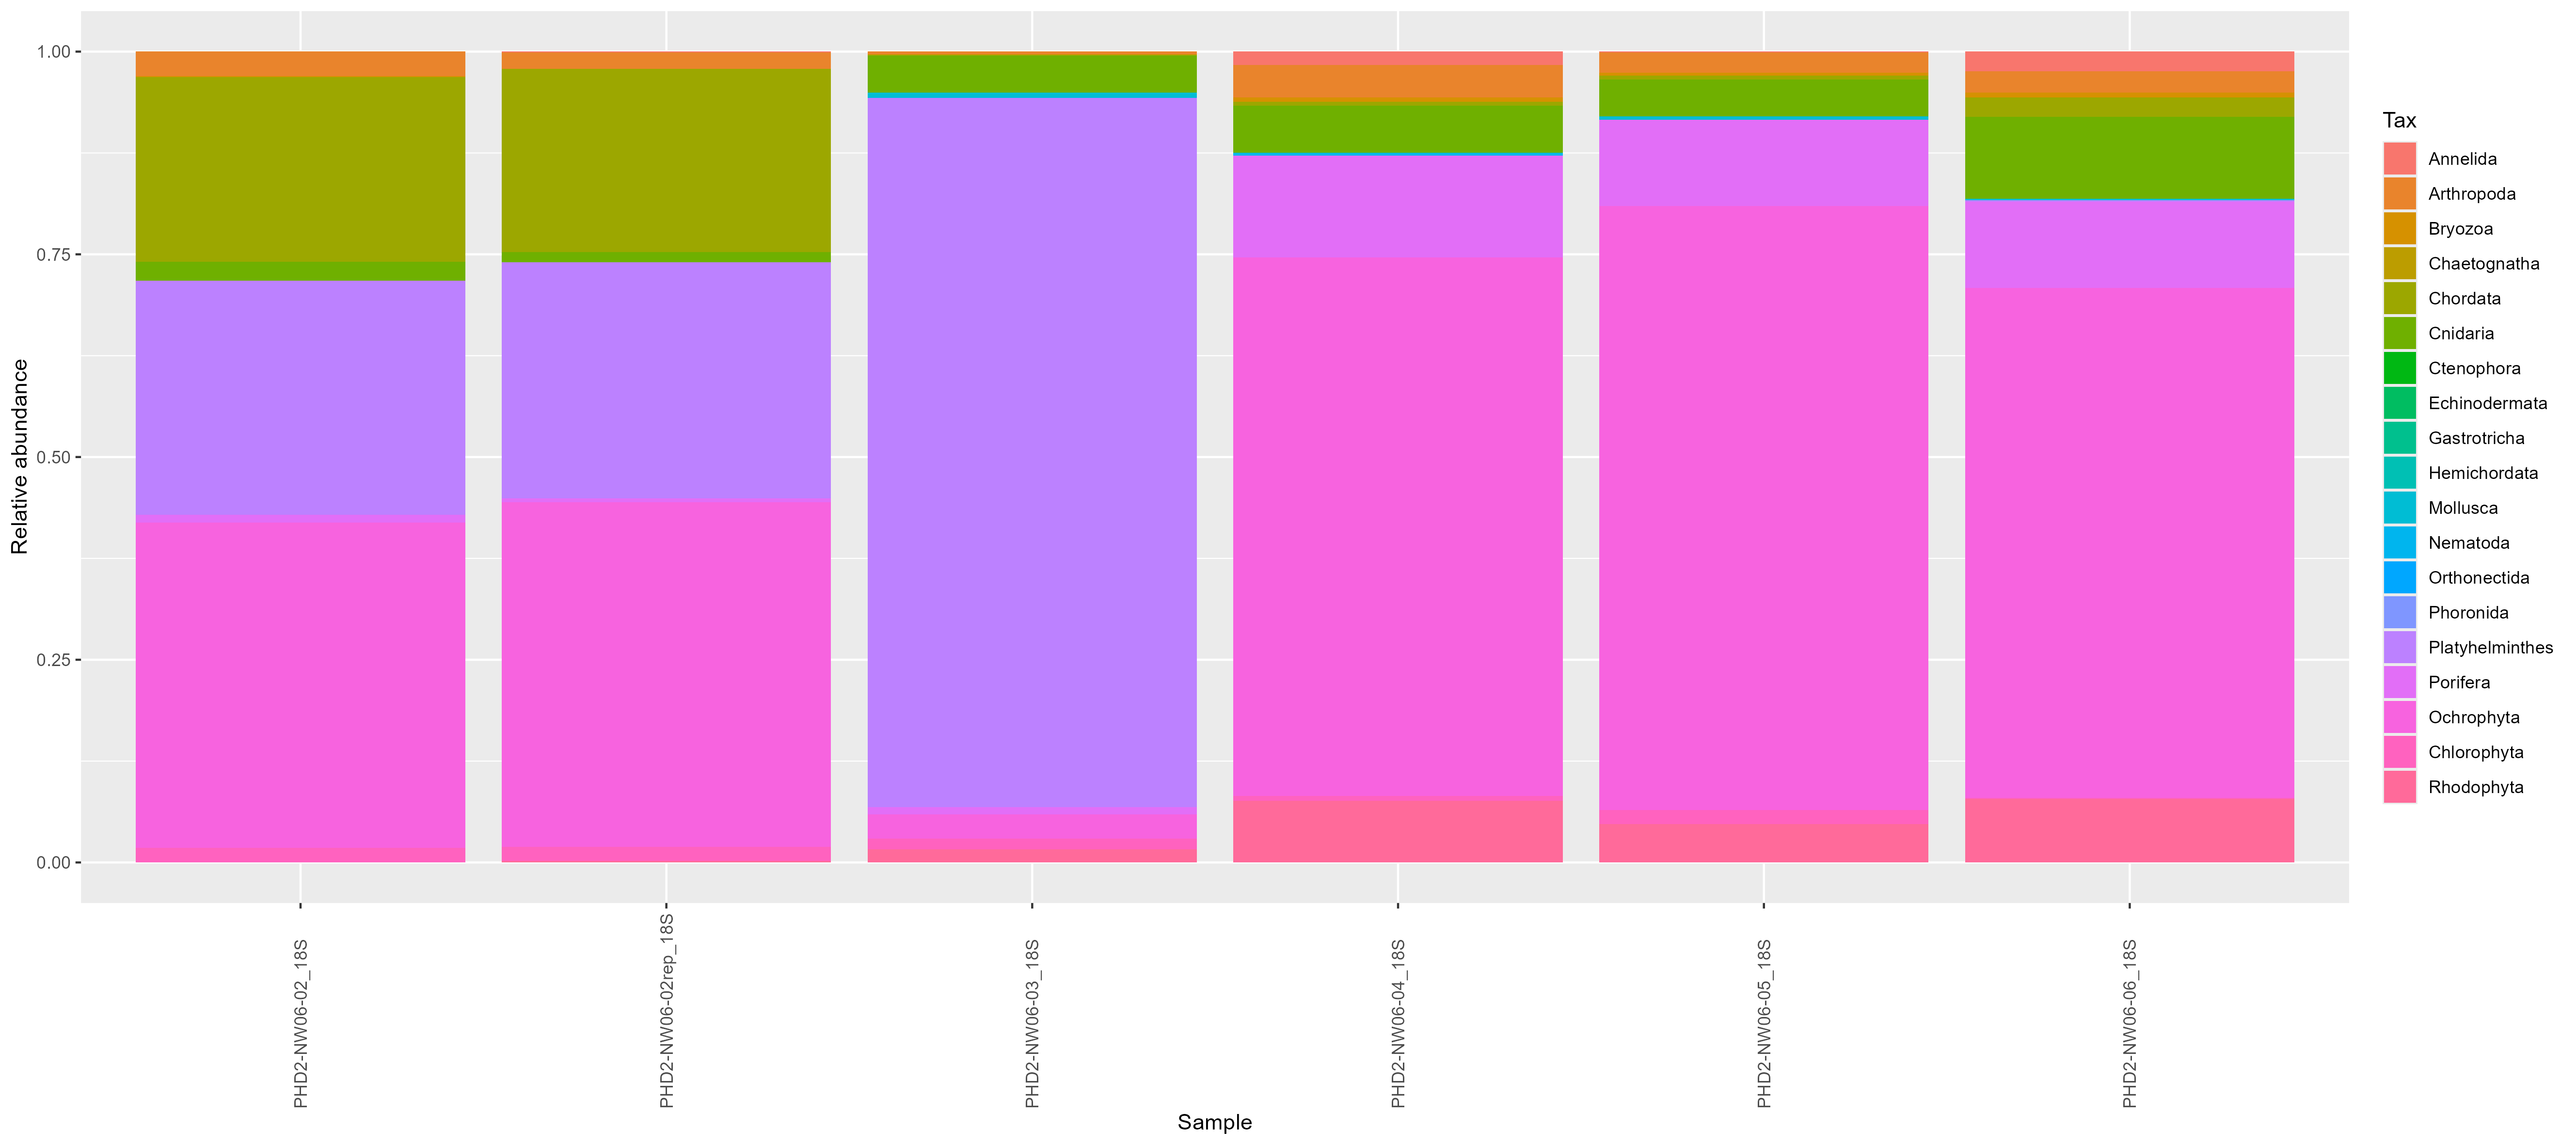 Relative abundance
1.00
0.75
0.50
0.25
0.00
PHD2-NW06-02_18S
PHD2-NW06-02rep_18S
PHD2-NW06-03_18S
PHD2-NW06-04_18S
PHD2-NW06-05_18S
PHD2-NW06-06_18S
Sample
Tax
Annelida
Arthropoda
Bryozoa
Chaetognatha
Chordata
Cnidaria
Ctenophora
Echinodermata
Gastrotricha
Hemichordata
Mollusca
Nematoda
Orthonectida
Phoronida
Platyhelminthes
Porifera
Ochrophyta
Chlorophyta
Rhodophyta